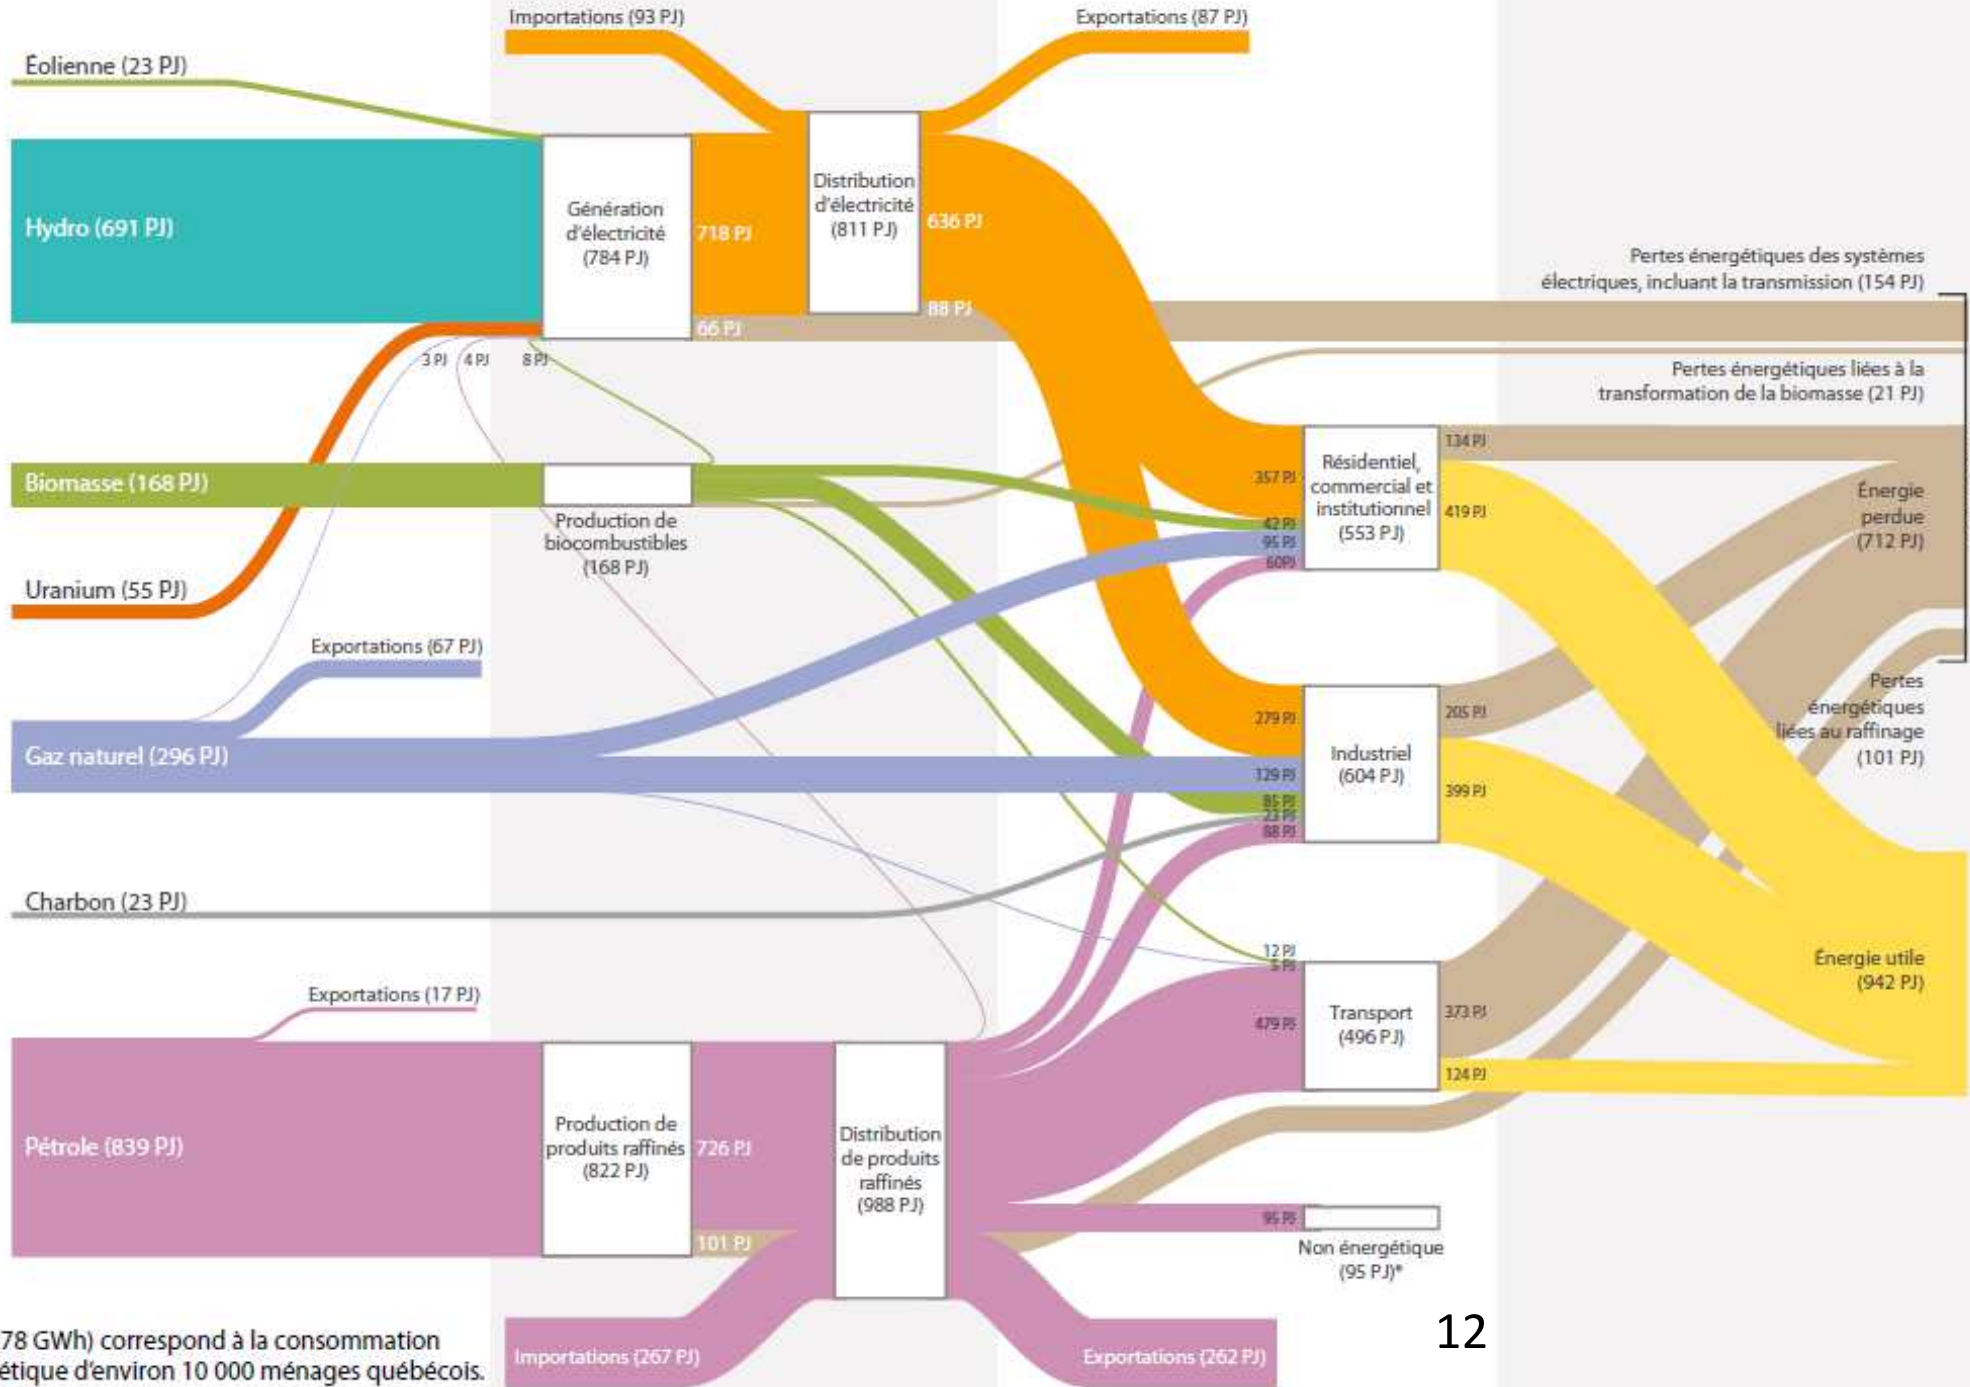 Importations (93 PJ)
Exportations (87 PJ)
Éolienne (23 PJ)
Hydro (691 PJ)
Génération
d'électricité
(784 PJ)
718 PJ
66 PJ
Distribution
d'électricité
(811 PJ)
636 PJ
88 PJ
Pertes énergétiques des systèmes
électriques, incluant la transmission (154 PJ)
3 PJ
4 PJ
8 PJ
Pertes énergétiques liées à la
transformation de la biomasse (21 PJ)
Biomasse (168 PJ)
Production de
biocombustibles
(168 PJ)
357 PJ
42 PJ
95 PJ
60PJ
Résidentiel,
commercial et
institutionnel
(553 PJ)
134 PJ
419 PJ
Énergie
perdue
(712 PJ)
Uranium (55 PJ)
Exportations (67 PJ)
Gaz naturel (296 PJ)
279 PJ
129 PJ
85 PJ
23 PJ
88 PJ
Industriel
(604 PJ)
205 PJ
399 PJ
Pertes
énergétiques
liées au raffinage
(101 PJ)
Charbon (23 PJ)
12 PJ
5 PJ
479 PJ
Transport
(496 PJ)
373 PJ
124 PJ
Énergie utile
(942 PJ)
Exportations (17 PJ)
Pétrole (839 PJ)
Production de
produits raffinés
(822 PJ)
726 PJ
101 PJ
Distribution
de produits
raffinés
(988 PJ)
95 PJ
Non énergétique
(95 PJ)*
Importations (267 PJ)
Exportations (262 PJ)
12
78 GWh) correspond à la consommation
étique d'environ 10 000 ménages québécois.